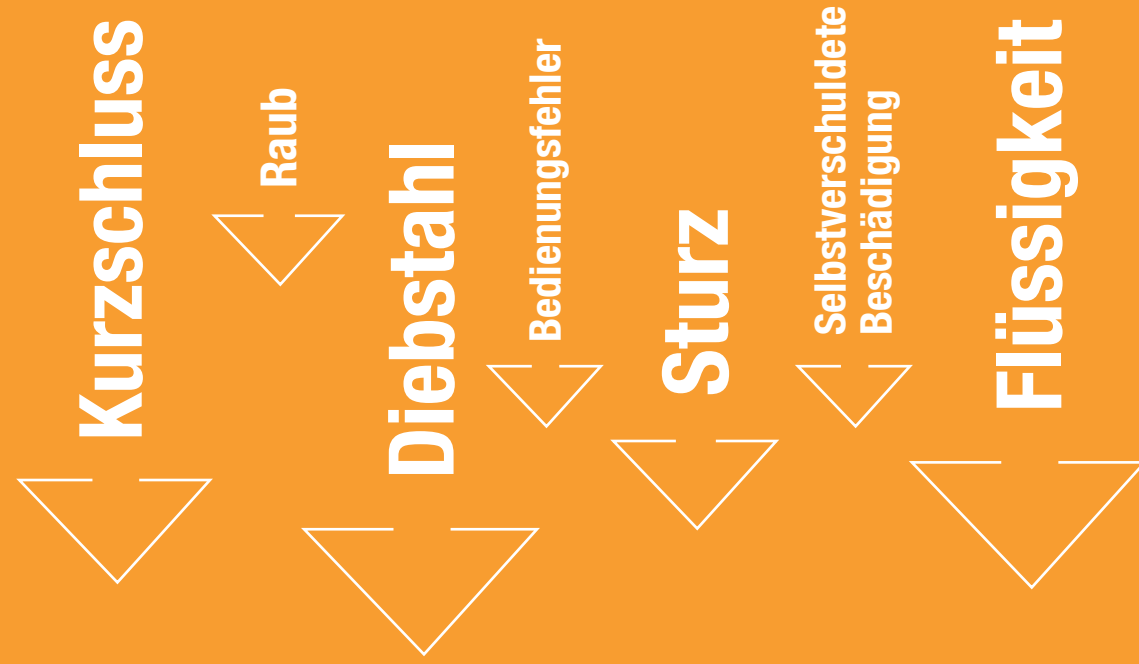 Kurzschluss
Raub
Diebstahl
Bedienungsfehler
Sturz
Selbstverschuldete
Beschädigung
Flüssigkeit